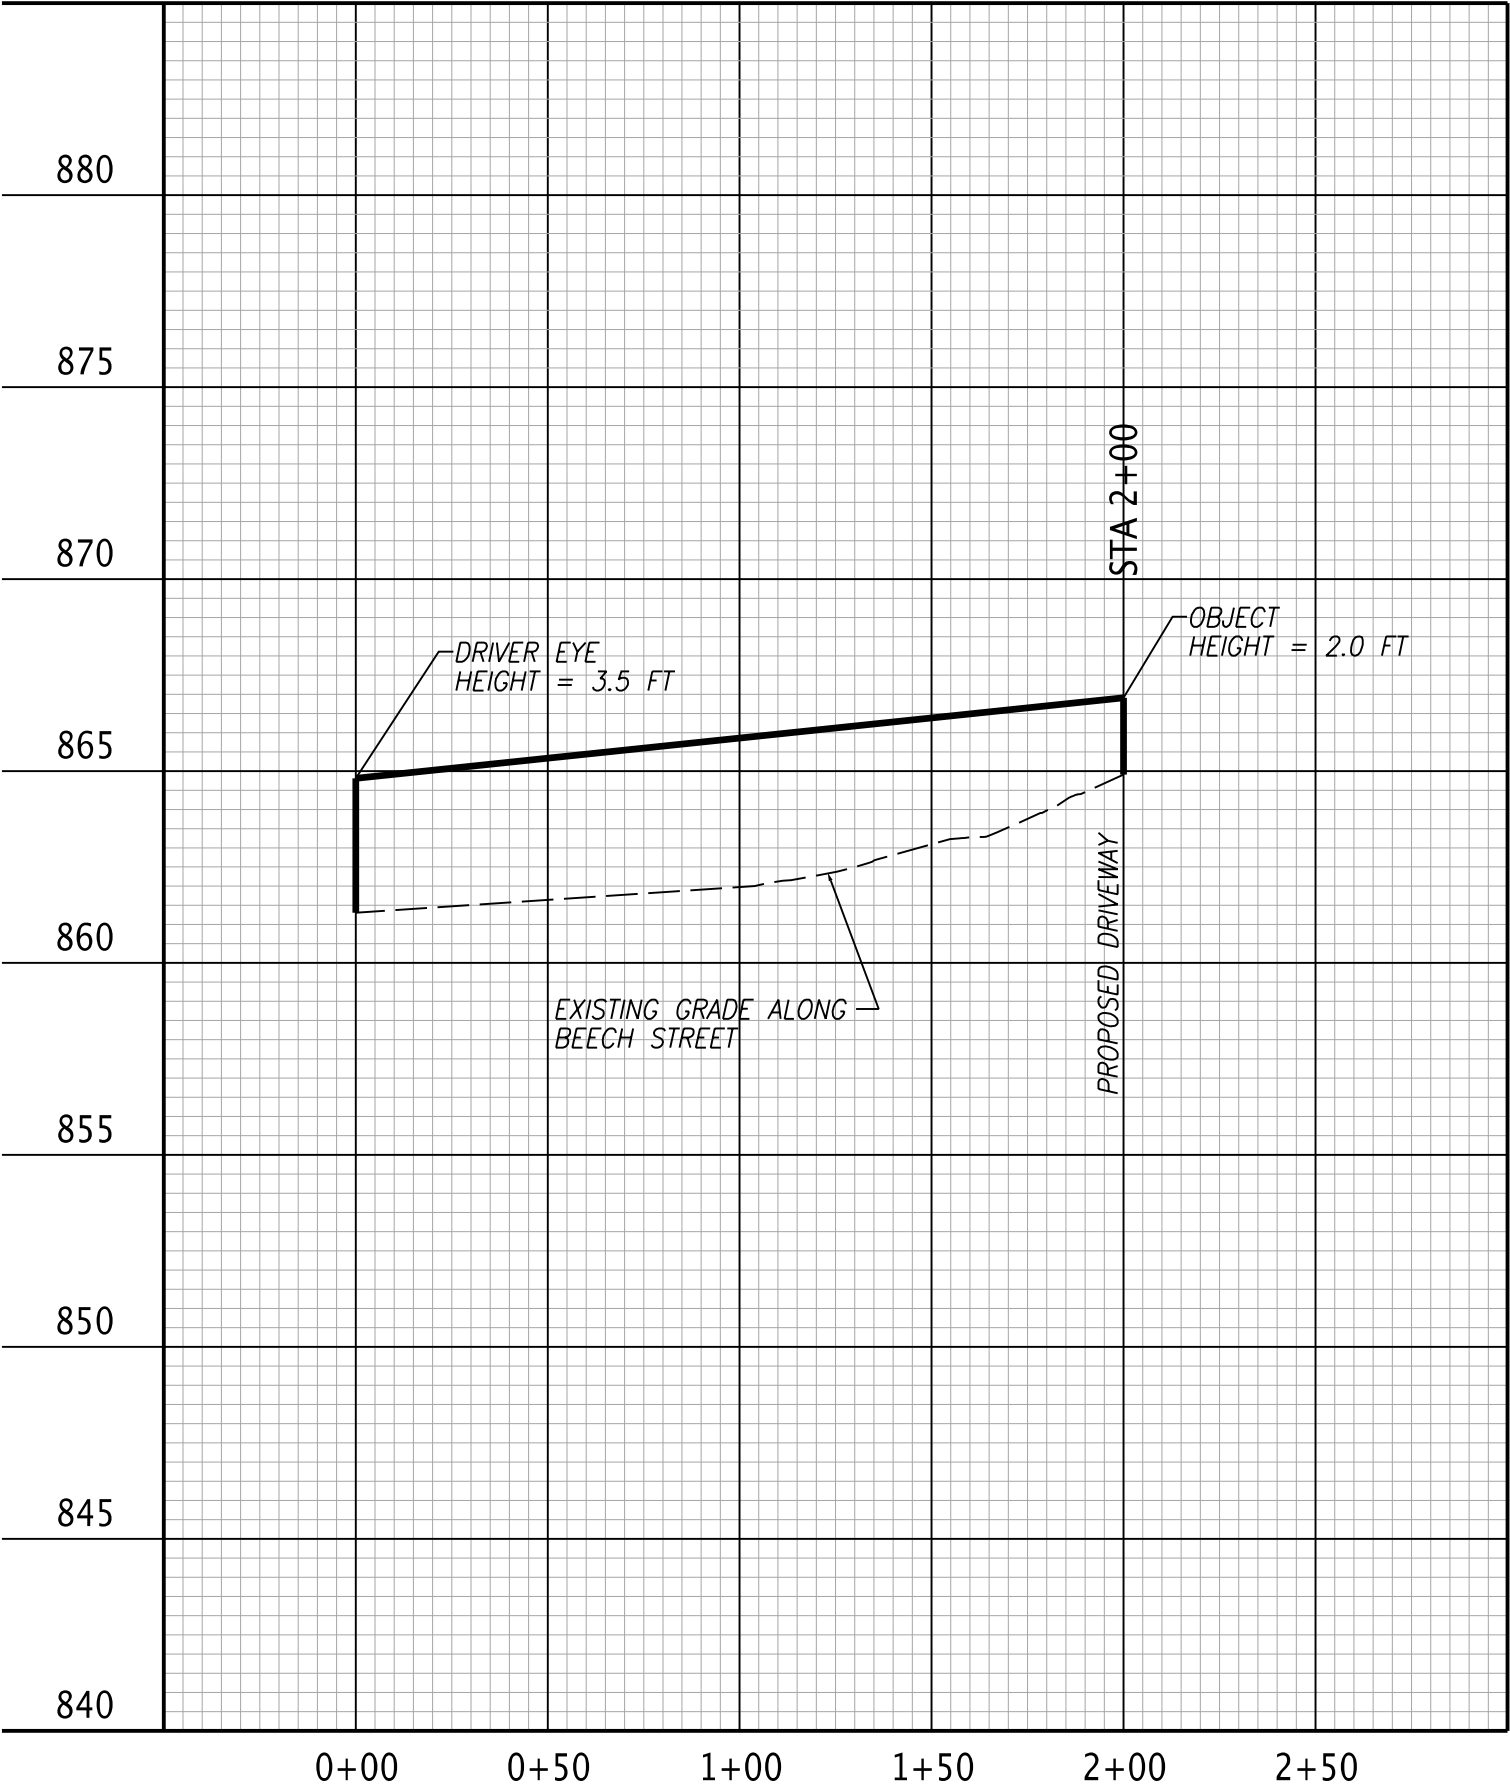 880
875
STA 2+00
870
OBJECT
HEIGHT = 2.0 FT
DRIVER EYE
HEIGHT = 3.5 FT
865
PROPOSED DRIVEWAY
860
EXISTING GRADE ALONG
BEECH STREET
855
850
845
840
0+00 0+50 1+00 1+50 2+00 2+50